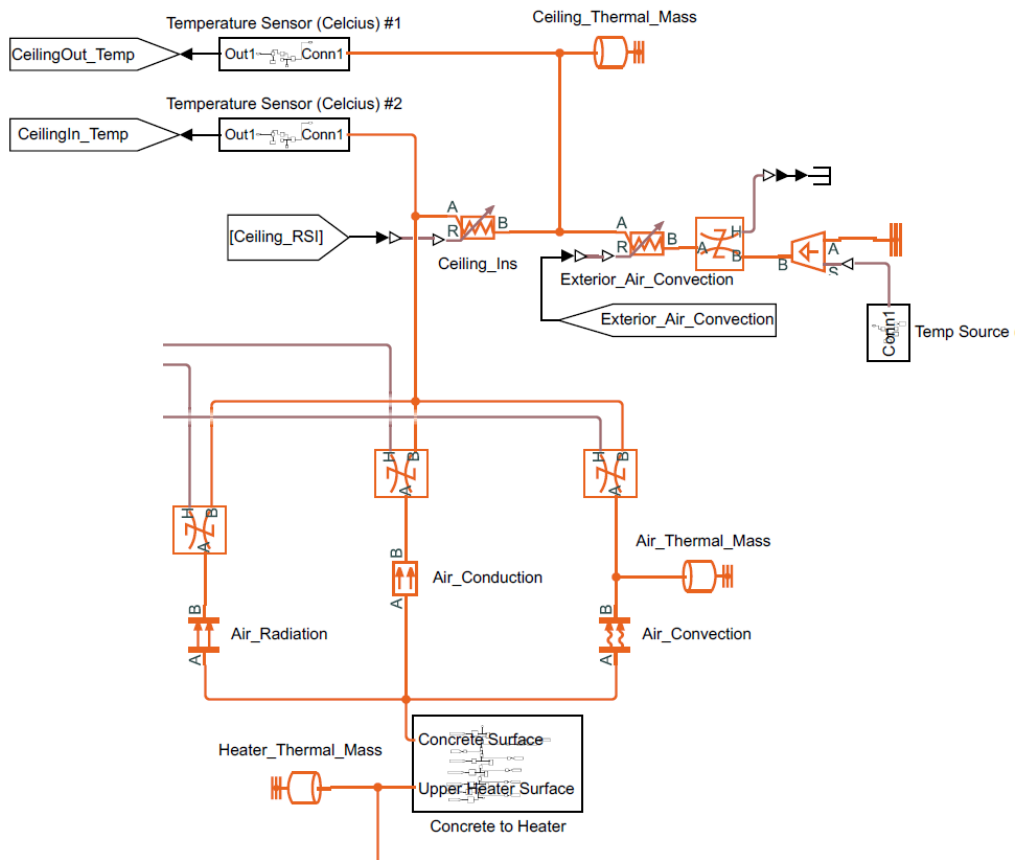 Temperature Sensor (Celcius) #1
Ceiling_Thermal_Mass
CeilingOut_Temp
Out1
Conn1
Temperature Sensor (Celcius) #2
CeilingIn_Temp
Out1
Conn1
A
B
R
[Ceiling_RSI]
Ceiling_Ins
A
B
R
A
H
B
B
A
S
Exterior_Air_Convection
Exterior_Air_Convection
Conn1
Temp Source
H
B
A
H
B
A
H
B
A
Air_Thermal_Mass
B
Air_Conduction
A
B
Air_Radiation
A
B
Air_Convection
A
Concrete Surface
Heater_Thermal_Mass
Upper Heater Surface
Concrete to Heater